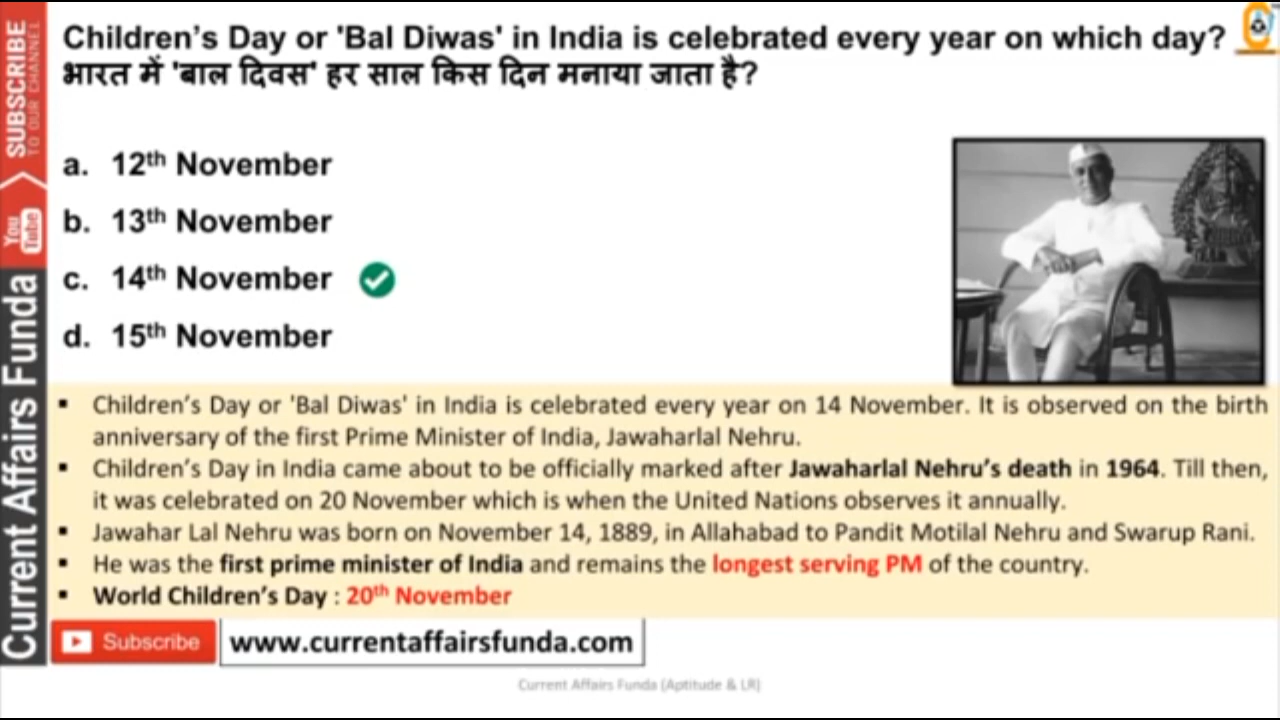 Children's Day or 'Bal Diwas' in India is celebrated every year on which day?
भारत में 'बाल दिवस' हर साल किस दिन मनाया जाता है?
a. 12th November
b. 13th November
c. 14th November
d. 15th November
▪ Children's Day or 'Bal Diwas' in India is celebrated every year on 14 November. It is observed on the birth
anniversary of the first Prime Minister of India, Jawaharlal Nehru.
▪ Children's Day in India came about to be officially marked after Jawaharlal Nehru's death in 1964. Till then,
it was celebrated on 20 November which is when the United Nations observes it annually.
▪ Jawahar Lal Nehru was born on November 14, 1889, in Allahabad to Pandit Motilal Nehru and Swarup Rani.
▪ He was the first prime minister of India and remains the longest serving PM of the country.
▪ World Children's Day : 20th November
SUBSCRIBE
TO OUR CHANNEL
You Tube
Current Affairs Funda
Subscribe
www.currentaffairsfunda.com
Current Affairs Funda (Aptitude & LR)